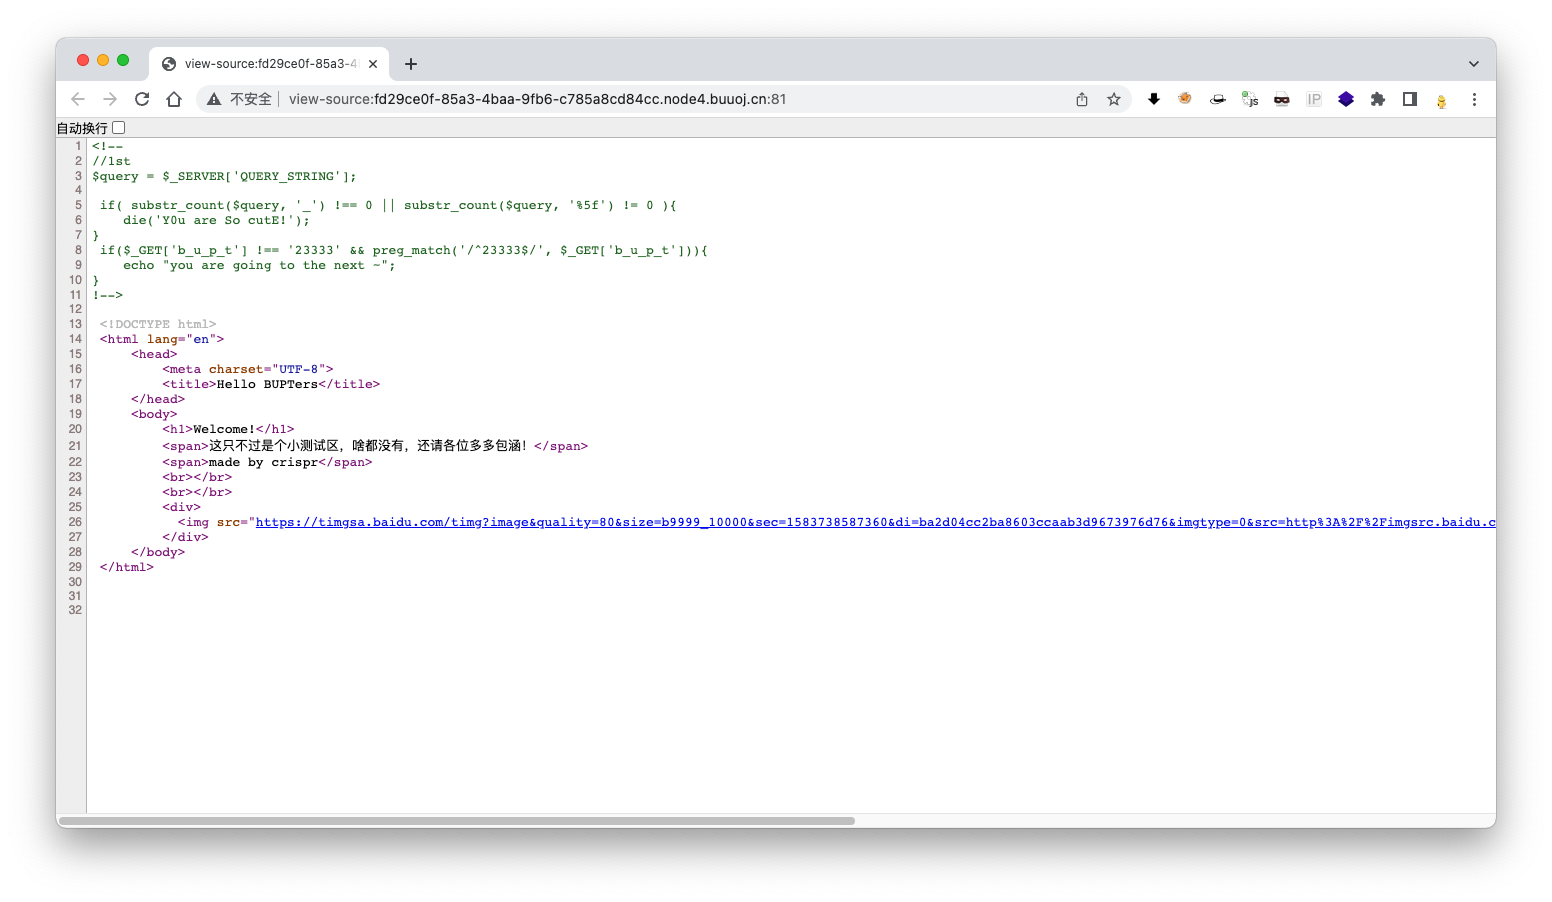 view-source:fd29ce0f-85a3-4
不安全 view-source:fd29ce0f-85a3-4baa-9fb6-c785a8cd84cc.node4.buuoj.cn:81
JS
IP
自动换行
1 <!--
2 //1st
3 $query = $_SERVER['QUERY_STRING'];
4
5 if( substr_count($query, '_') !== 0 || substr_count($query, '%5f') != 0 ){
6 die('Y0u are So cutE!');
7 }
8 if($_GET['b_u_p_t'] !== '23333' && preg_match('/^23333$/', $_GET['b_u_p_t'])){
9 echo "you are going to the next ~";
10 }
11 !-->
12
13 <!DOCTYPE html>
14 <html lang="en">
15 <head>
16 <meta charset="UTF-8">
17 <title>Hello BUPTers</title>
18 </head>
19 <body>
20 <h1>Welcome!</h1>
21 <span>这只不过是个小测试区，啥都没有，还请各位多多包涵！</span>
22 <span>made by crispr</span>
23 <br></br>
24 <br></br>
25 <div>
26 <img src="https://timgsa.baidu.com/timg?image&quality=80&size=b9999_10000&sec=1583738587360&di=ba2d04cc2ba8603ccaab3d9673976d76&imgtype=0&src=http%3A%2F%2Fimgsrc.baidu.c
27 </div>
28 </body>
29 </html>
30
31
32